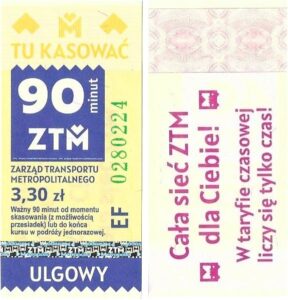 TU KASOWAĆ
90
minut
ZTM
ZARZĄD TRANSPORTU
METROPOLITALNEGO
3,30 zł
Ważny 90 minut od momentu
skasowania (z możliwością
przesiadek) lub do końca
kursu w podróży jednorazowej.
EF 0280224
ULGOWY
Cała sieć ZTM
dla Ciebie!
W taryfie czasowej
liczy się tylko czas!